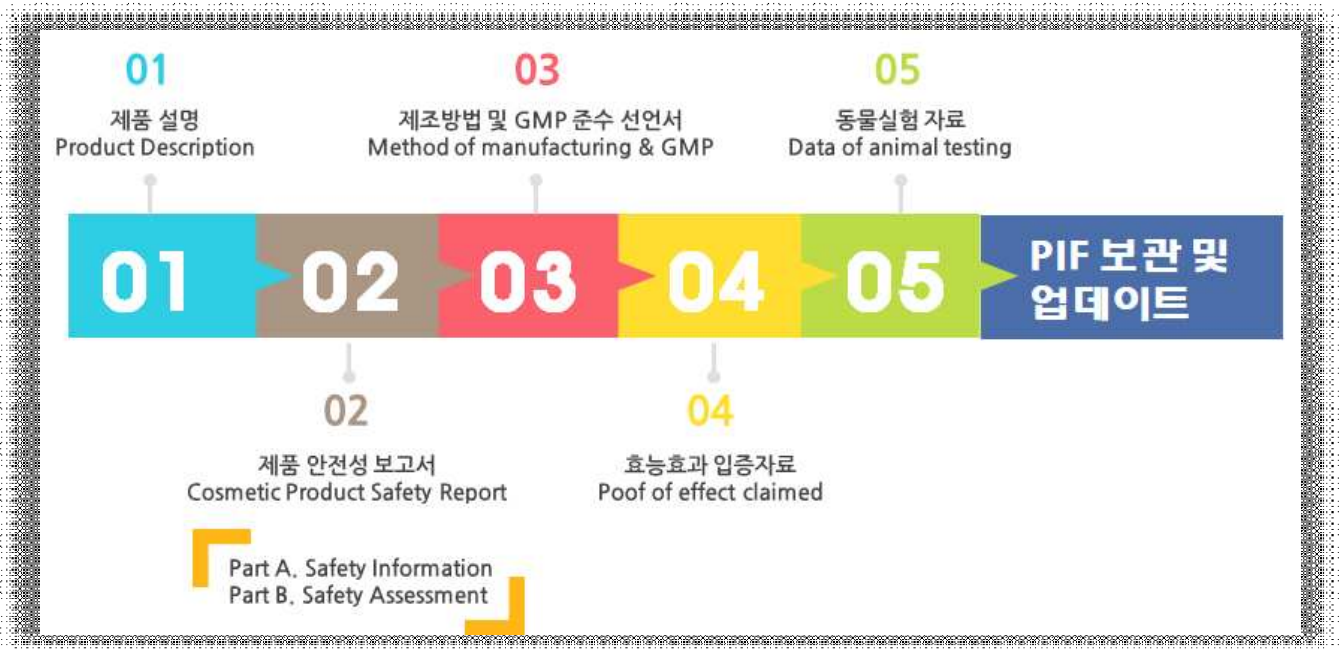 01
제품 설명
Product Description
03
제조방법 및 GMP 준수 선언서
Method of manufacturing & GMP
05
동물실험 자료
Data of animal testing
01
02
03
04
05
PIF 보관 및
업데이트
02
제품 안전성 보고서
Cosmetic Product Safety Report
Part A. Safety Information
Part B. Safety Assessment
04
효능효과 입증자료
Poof of effect claimed